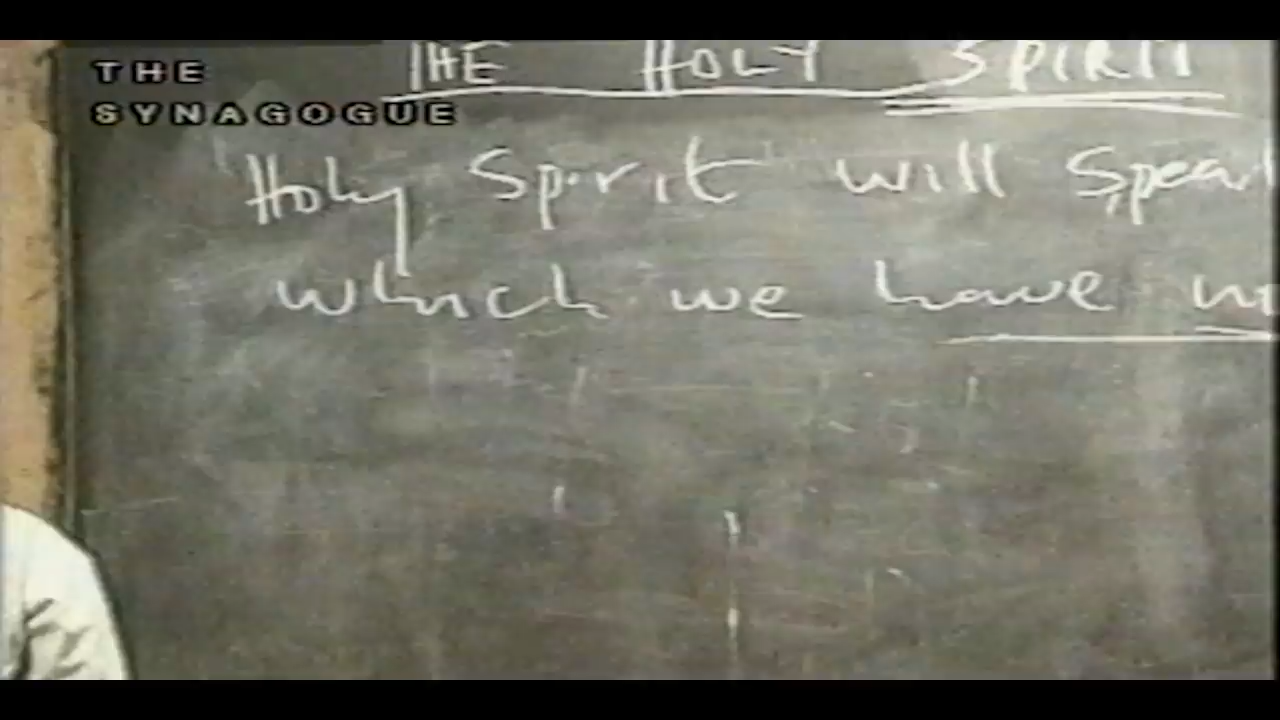 THE
SYNAGOGUE
THE HOLY SPIRIT
Holy Spirit will
which we have